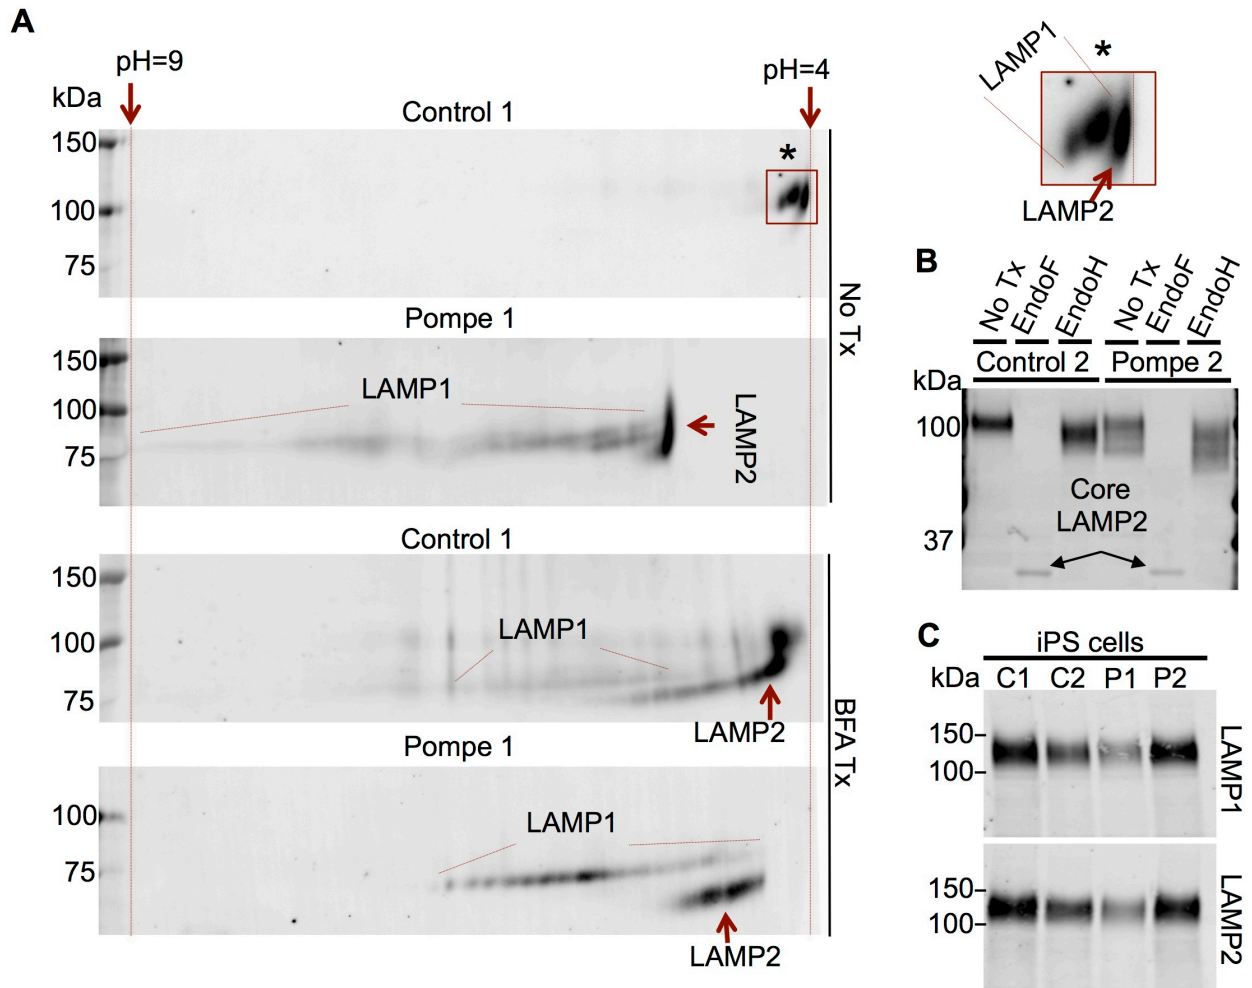 A
pH=9
pH=4
kDa
Control 1
150
100
75
*
No Tx
Pompe 1
150
100
75
LAMP1
LAMP2
Control 1
150
100
75
LAMP1
LAMP2
BFA Tx
Pompe 1
100
75
LAMP1
LAMP2
LAMP1
*
LAMP2
B
No Tx
EndoF
EndoH
No Tx
EndoF
EndoH
Control 2
Pompe 2
kDa
100
37
Core
LAMP2
C
iPS cells
kDa
C1 C2 P1 P2
150
100
LAMP1
150
100
LAMP2